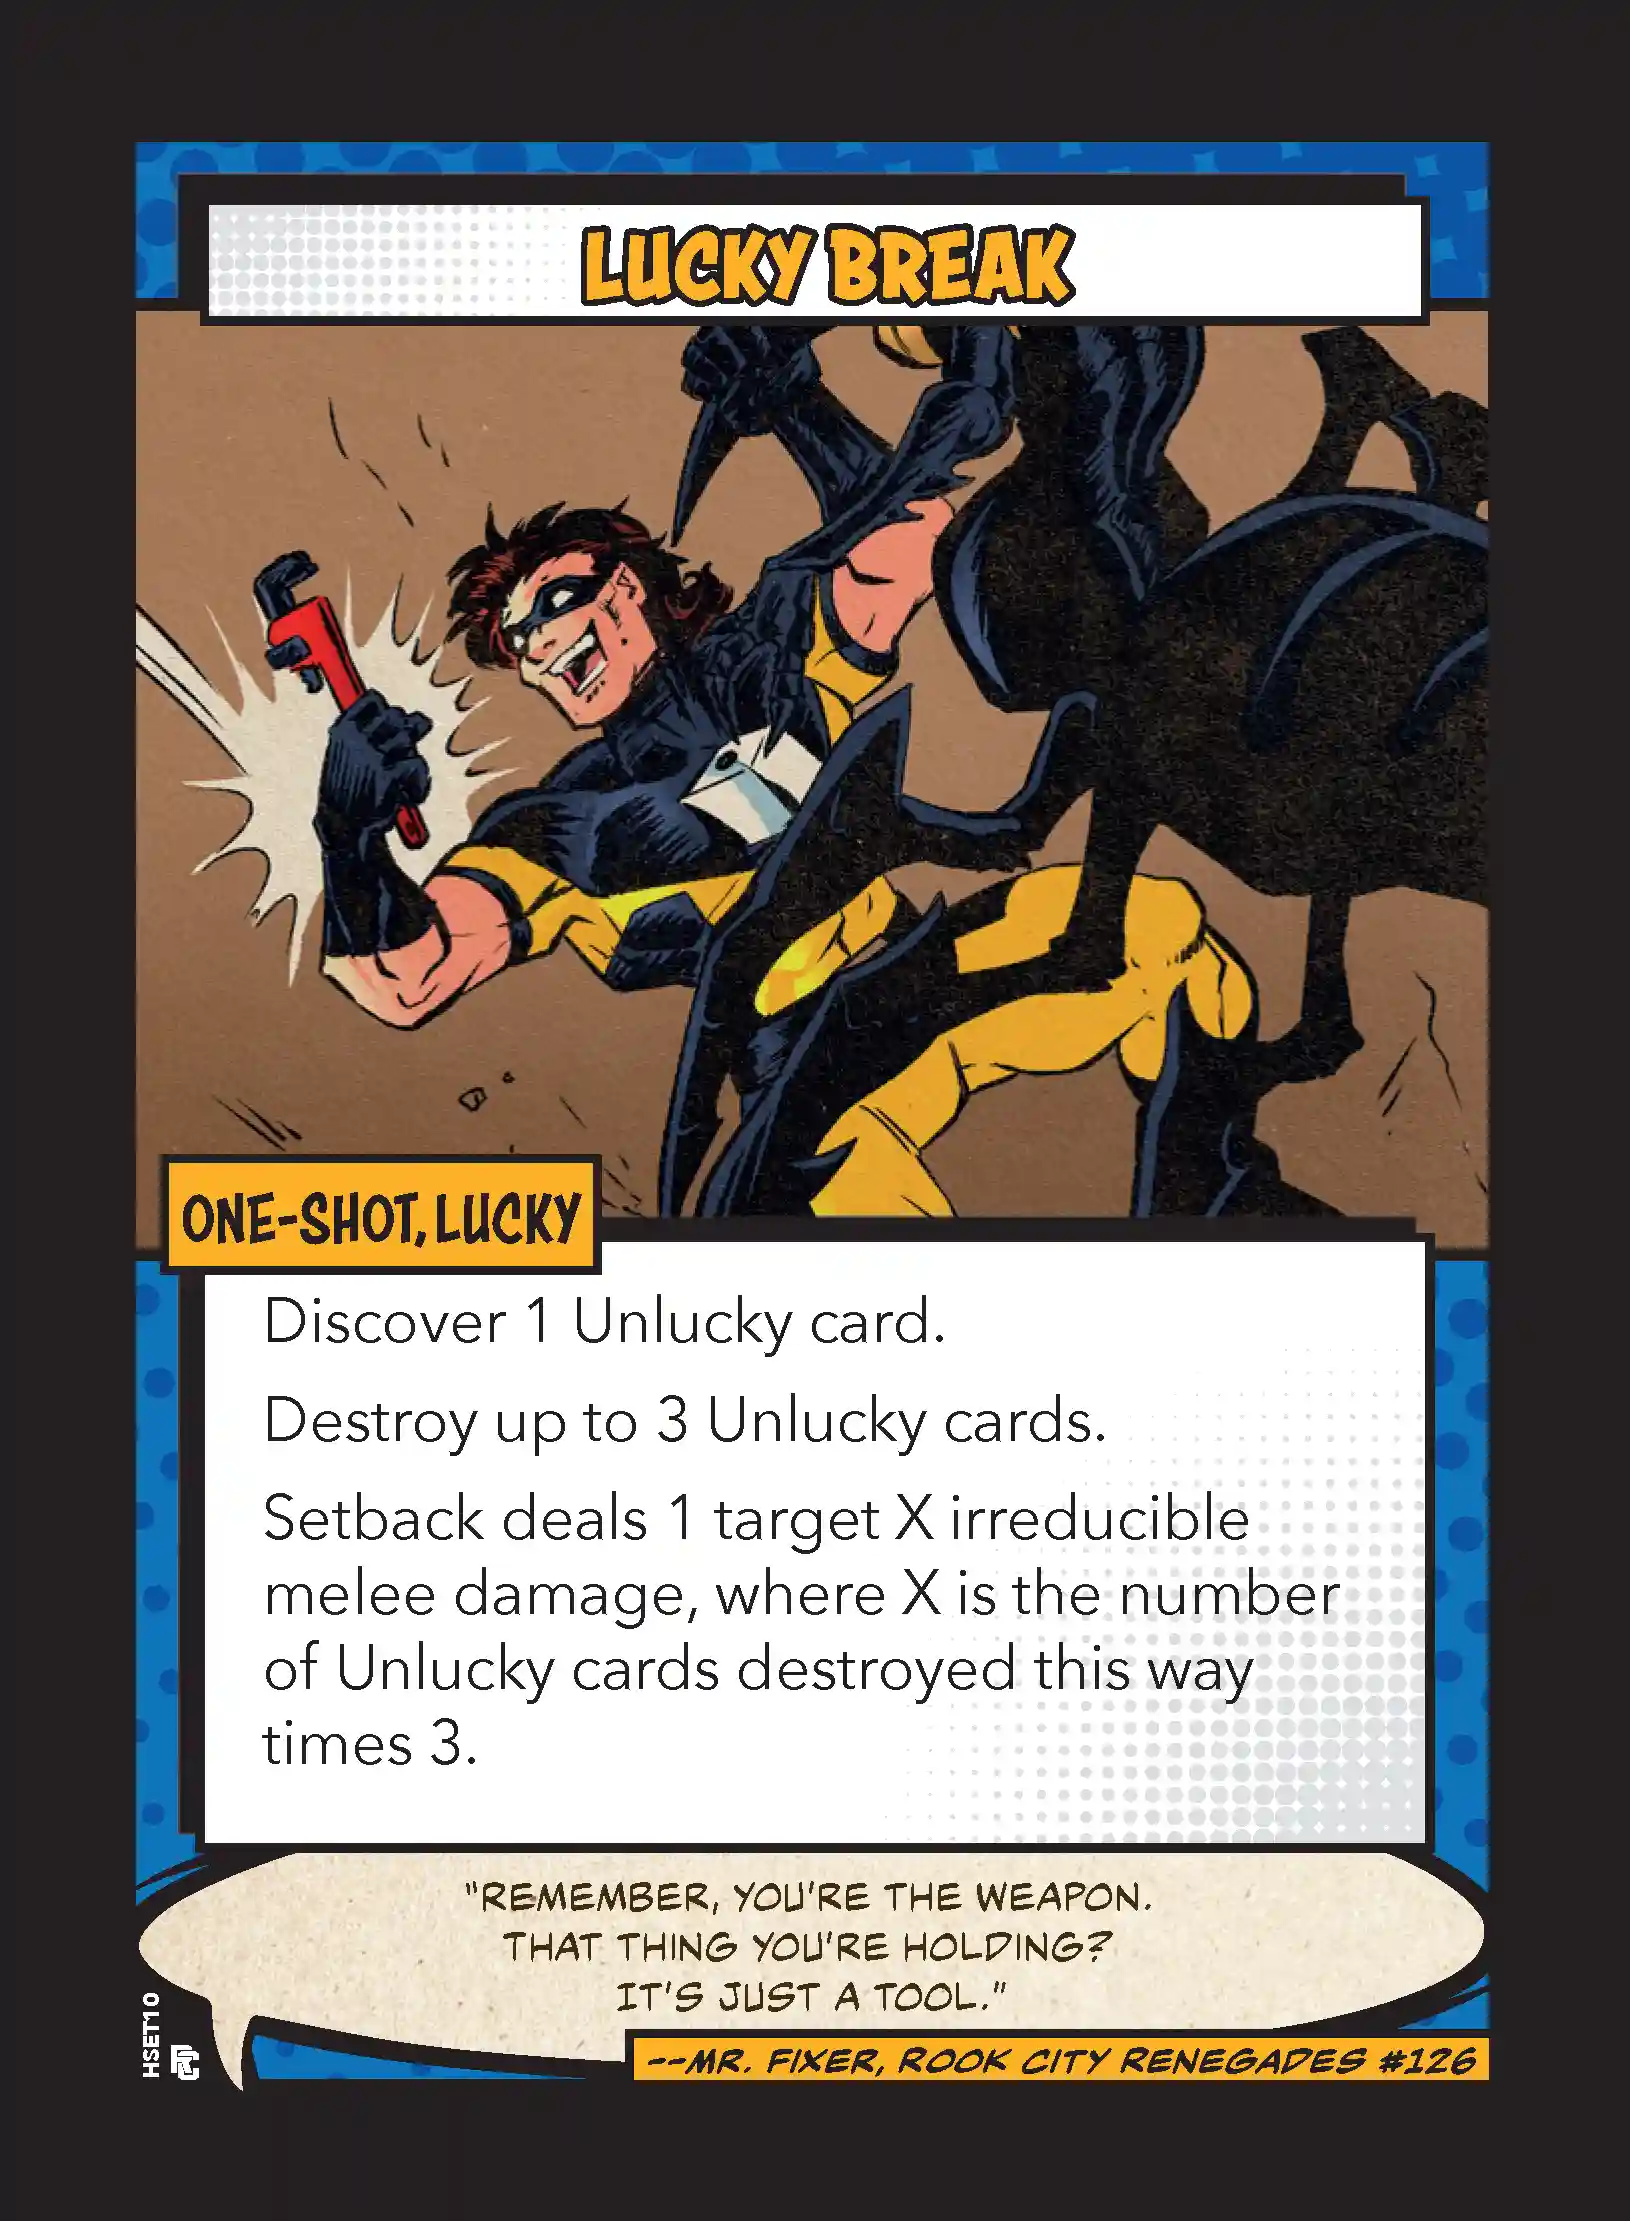 LUCKY BREAK
ONE-SHOT, LUCKY
Discover 1 Unlucky card.
Destroy up to 3 Unlucky cards.
Setback deals 1 target X irreducible
melee damage, where X is the number
of Unlucky cards destroyed this way
times 3.
"REMEMBER, YOU'RE THE WEAPON.
THAT THING YOU'RE HOLDING?
IT'S JUST A TOOL."
--MR. FIXER, ROOK CITY RENEGADES #126
HSET10
RC